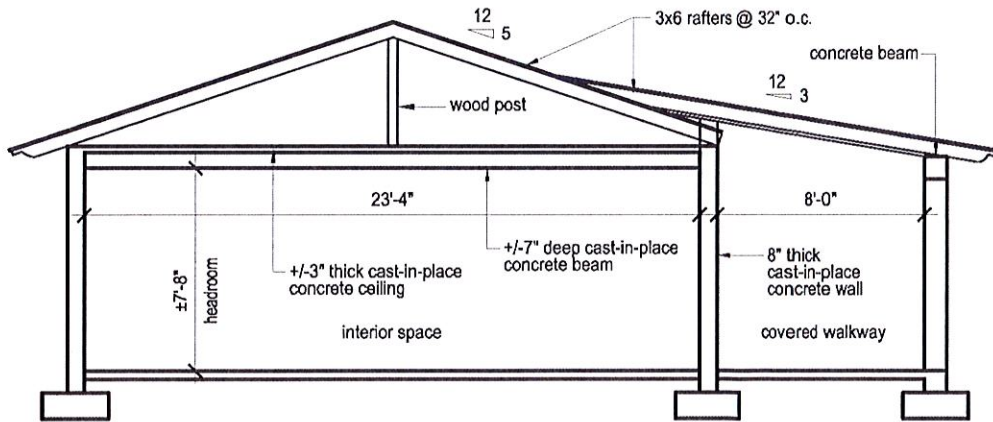 12
5
3x6 rafters @ 32" o.c.
concrete beam
12
3
wood post
23'-4"
8'-0"
+/-3" thick cast-in-place
concrete ceiling
+/-7" deep cast-in-place
concrete beam
8" thick
cast-in-place
concrete wall
±7'-8"
headroom
interior space
covered walkway